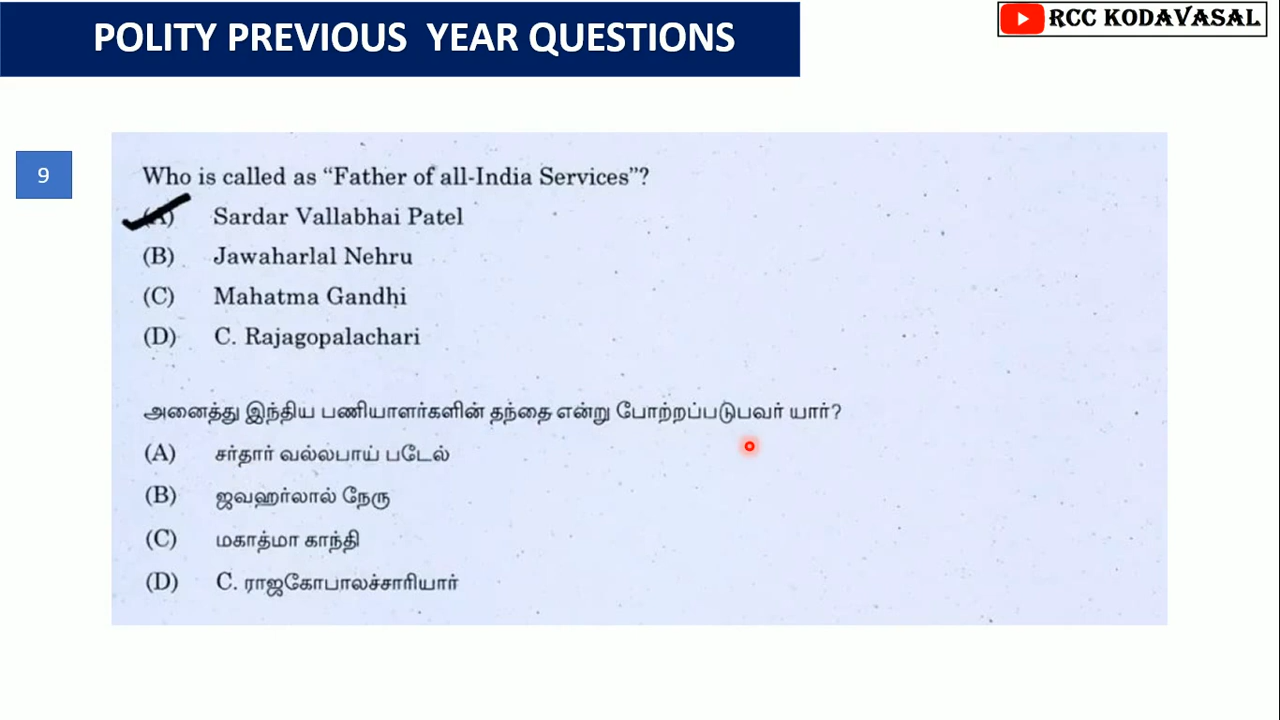 POLITY PREVIOUS YEAR QUESTIONS
RCC KODAVASAL
9
Who is called as “Father of all-India Services”?
(A) Sardar Vallabhai Patel
(B) Jawaharlal Nehru
(C) Mahatma Gandhi
(D) C. Rajagopalachari
அனைத்து இந்திய பணியாளர்களின் தந்தை என்று போற்றப்படுபவர் யார்?
(A) சர்தார் வல்லபாய் படேல்
(B) ஜவஹர்லால் நேரு
(C) மகாத்மா காந்தி
(D) C. ராஜகோபாலச்சாரியார்